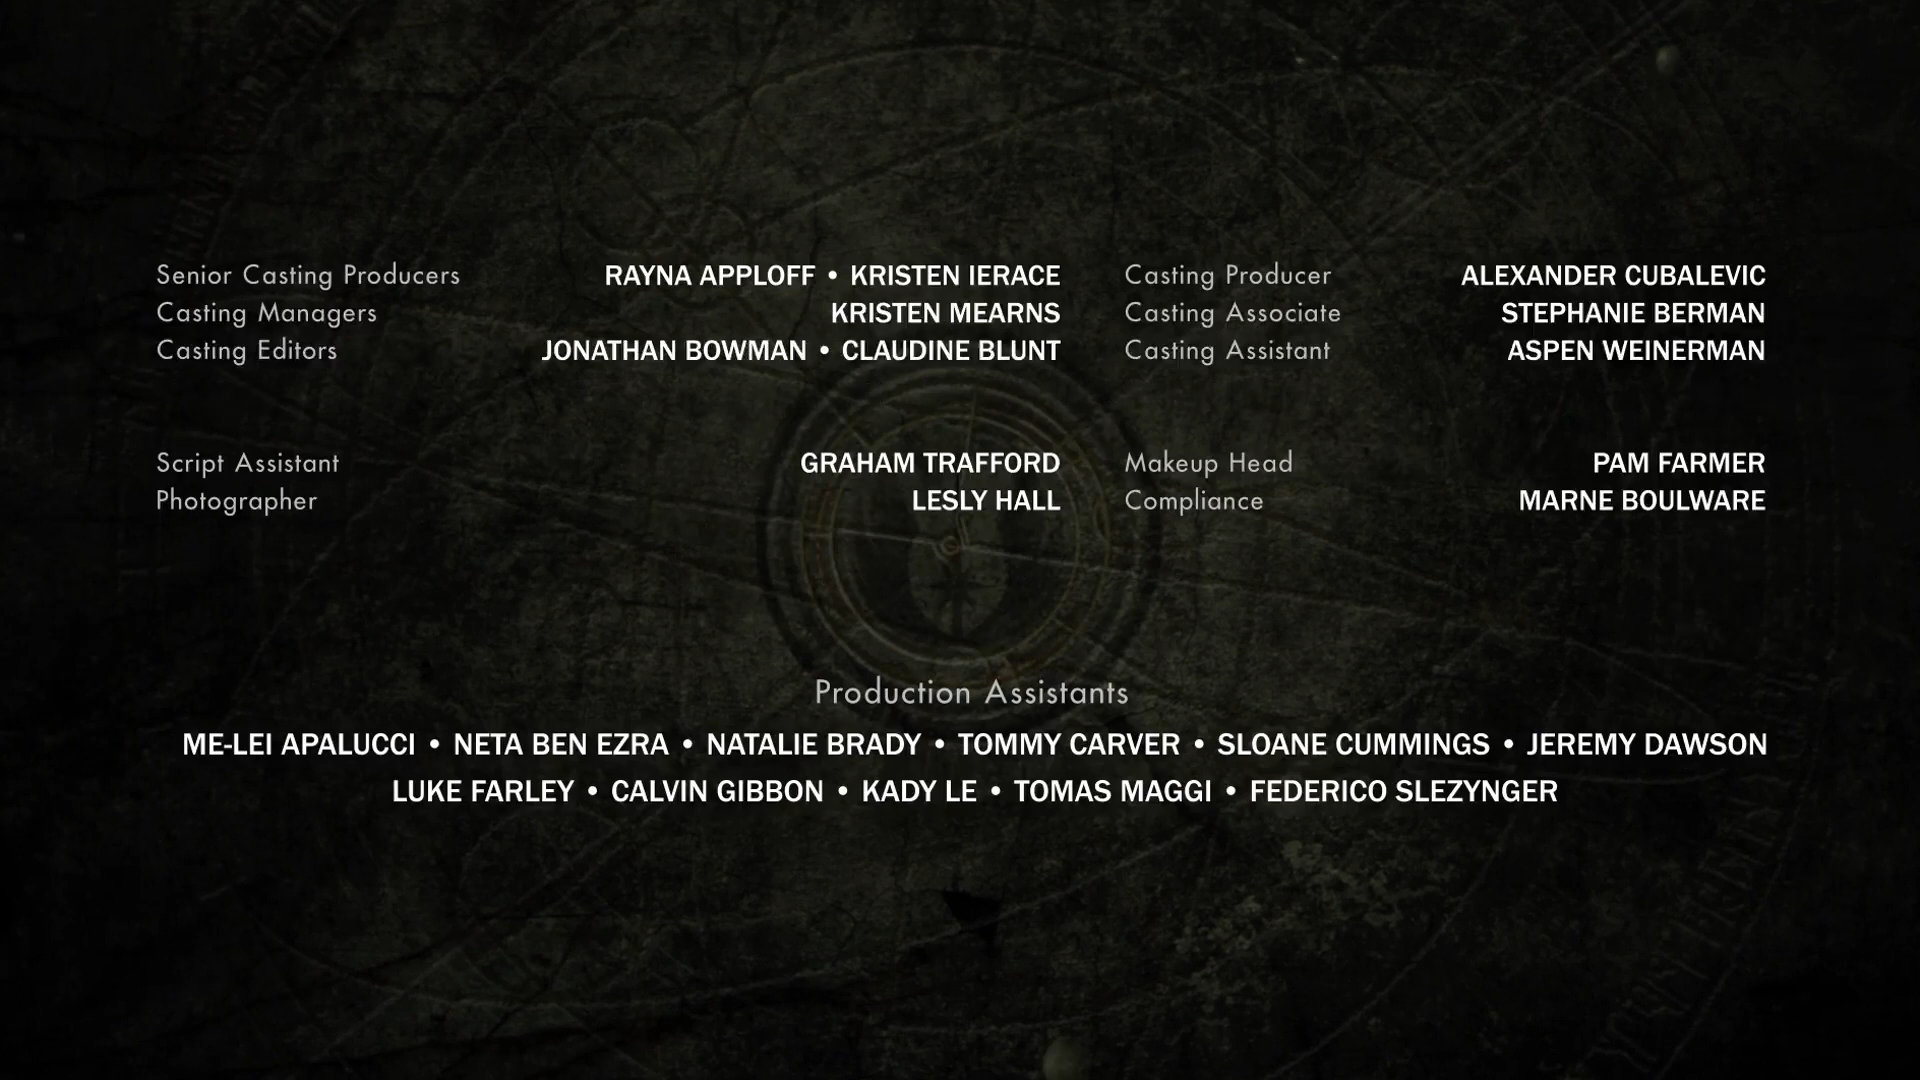 Senior Casting Producers RAYNA APPLOFF • KRISTEN IERACE
Casting Managers KRISTEN MEARNS
Casting Editors JONATHAN BOWMAN • CLAUDINE BLUNT
Casting Producer ALEXANDER CUBALEVIC
Casting Associate STEPHANIE BERMAN
Casting Assistant ASPEN WEINERMAN
Script Assistant GRAHAM TRAFFORD
Photographer LESLY HALL
Makeup Head PAM FARMER
Compliance MARNE BOULWARE
Production Assistants
ME-LEI APALUCCI • NETA BEN EZRA • NATALIE BRADY • TOMMY CARVER • SLOANE CUMMINGS • JEREMY DAWSON
LUKE FARLEY • CALVIN GIBBON • KADY LE • TOMAS MAGGI • FEDERICO SLEZYNGER